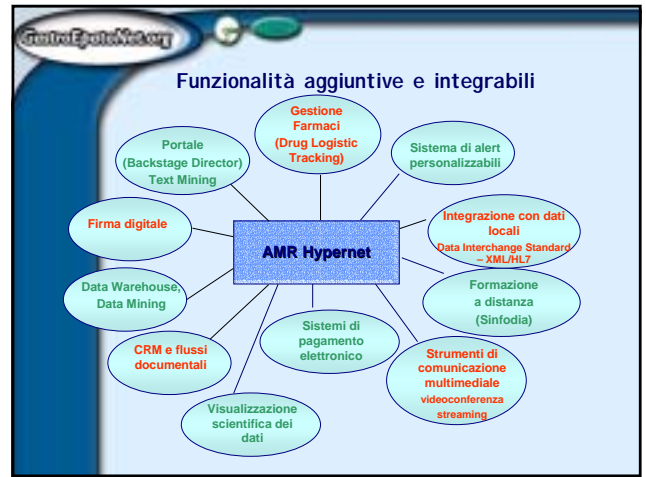 GastroEpatoNet.org
Funzionalità aggiuntive e integrabili
Gestione
Farmaci
(Drug Logistic
Tracking)
Portale
(Backstage Director)
Text Mining
Sistema di alert
personalizzabili
Firma digitale
Integrazione con dati
locali
Data Interchange Standard
– XML/HL7
AMR Hypernet
Data Warehouse,
Data Mining
Formazione
a distanza
(Sinfodia)
Sistemi di
pagamento
elettronico
CRM e flussi
documentali
Strumenti di
comunicazione
multimediale
videoconferenza
streaming
Visualizzazione
scientifica dei
dati